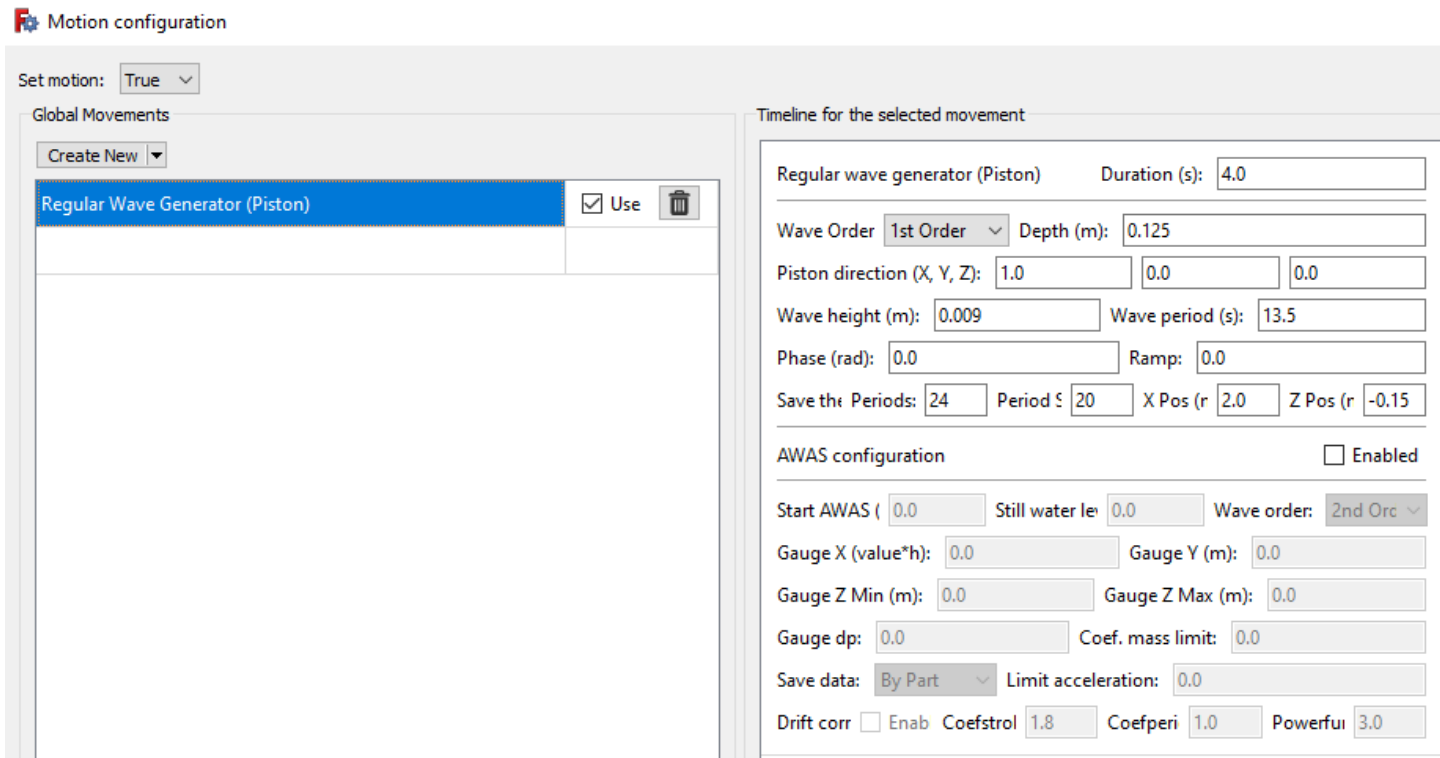 Motion configuration
Set motion: True
Global Movements
Create New
Regular Wave Generator (Piston) Use
Timeline for the selected movement
Regular wave generator (Piston) Duration (s): 4.0
Wave Order 1st Order Depth (m): 0.125
Piston direction (X, Y, Z): 1.0 0.0 0.0
Wave height (m): 0.009 Wave period (s): 13.5
Phase (rad): 0.0 Ramp: 0.0
Save the Periods: 24 Period S 20 X Pos (r 2.0 Z Pos (r -0.15
AWAS configuration Enabled
Start AWAS ( 0.0 Still water le 0.0 Wave order: 2nd Orc
Gauge X (value*h): 0.0 Gauge Y (m): 0.0
Gauge Z Min (m): 0.0 Gauge Z Max (m): 0.0
Gauge dp: 0.0 Coef. mass limit: 0.0
Save data: By Part Limit acceleration: 0.0
Drift corr Enab Coefstrol 1.8 Coefperi 1.0 Powerfu 3.0